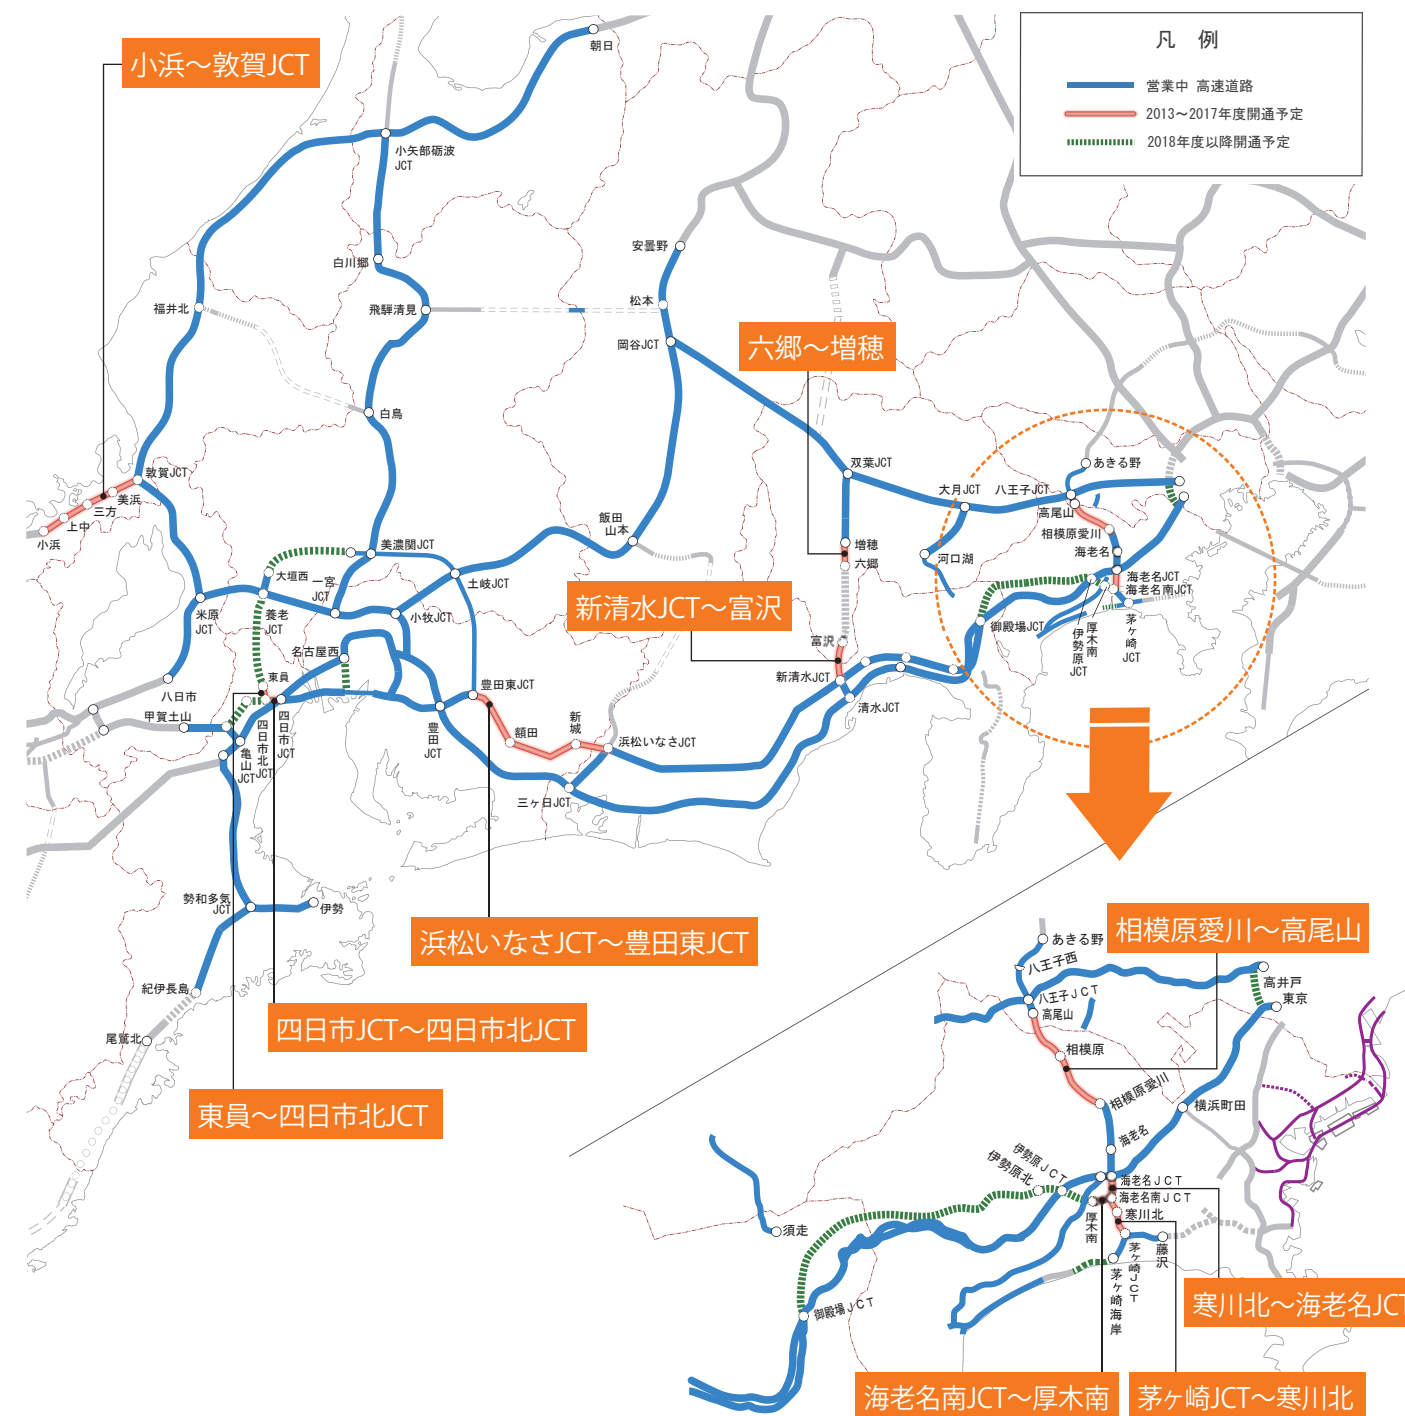 凡 例
営業中 高速道路
2013～2017年度開通予定
2018年度以降開通予定
小浜～敦賀JCT
朝日
小矢部砺波
JCT
白川郷
安曇野
福井北
飛騨清見
松本
岡谷JCT
六郷～増穂
白鳥
敦賀JCT
美浜
三方
上中
小浜
双葉JCT
あきる野
大月JCT
八王子JCT
高尾山
相模原愛川
海老名
海老名JCT
海老名南JCT
飯田
山本
増穂
六郷
河口湖
美濃関JCT
大垣西
一宮
JCT
土岐JCT
米原
JCT
養老
JCT
小牧JCT
新清水JCT～富沢
富沢
御殿場JCT
伊勢原JCT
厚木南
茅ヶ崎JCT
名古屋西
東員
八日市
甲賀土山
亀山JCT
四日市北JCT
四日市JCT
豊田東JCT
豊田JCT
額田
新城
浜松いなさJCT
三ヶ日JCT
新清水JCT
清水JCT
勢和多気
JCT
伊勢
紀伊長島
尾鷲北
浜松いなさJCT～豊田東JCT
四日市JCT～四日市北JCT
東員～四日市北JCT
相模原愛川～高尾山
あきる野
八王子西
八王子JCT
高尾山
高井戸
東京
相模原
相模原愛川
横浜町田
海老名
伊勢原JCT
伊勢原北
海老名JCT
海老名南JCT
寒川北
厚木南
茅ヶ崎JCT
藤沢
茅ヶ崎海岸
須走
御殿場JCT
寒川北～海老名JCT
海老名南JCT～厚木南
茅ヶ崎JCT～寒川北